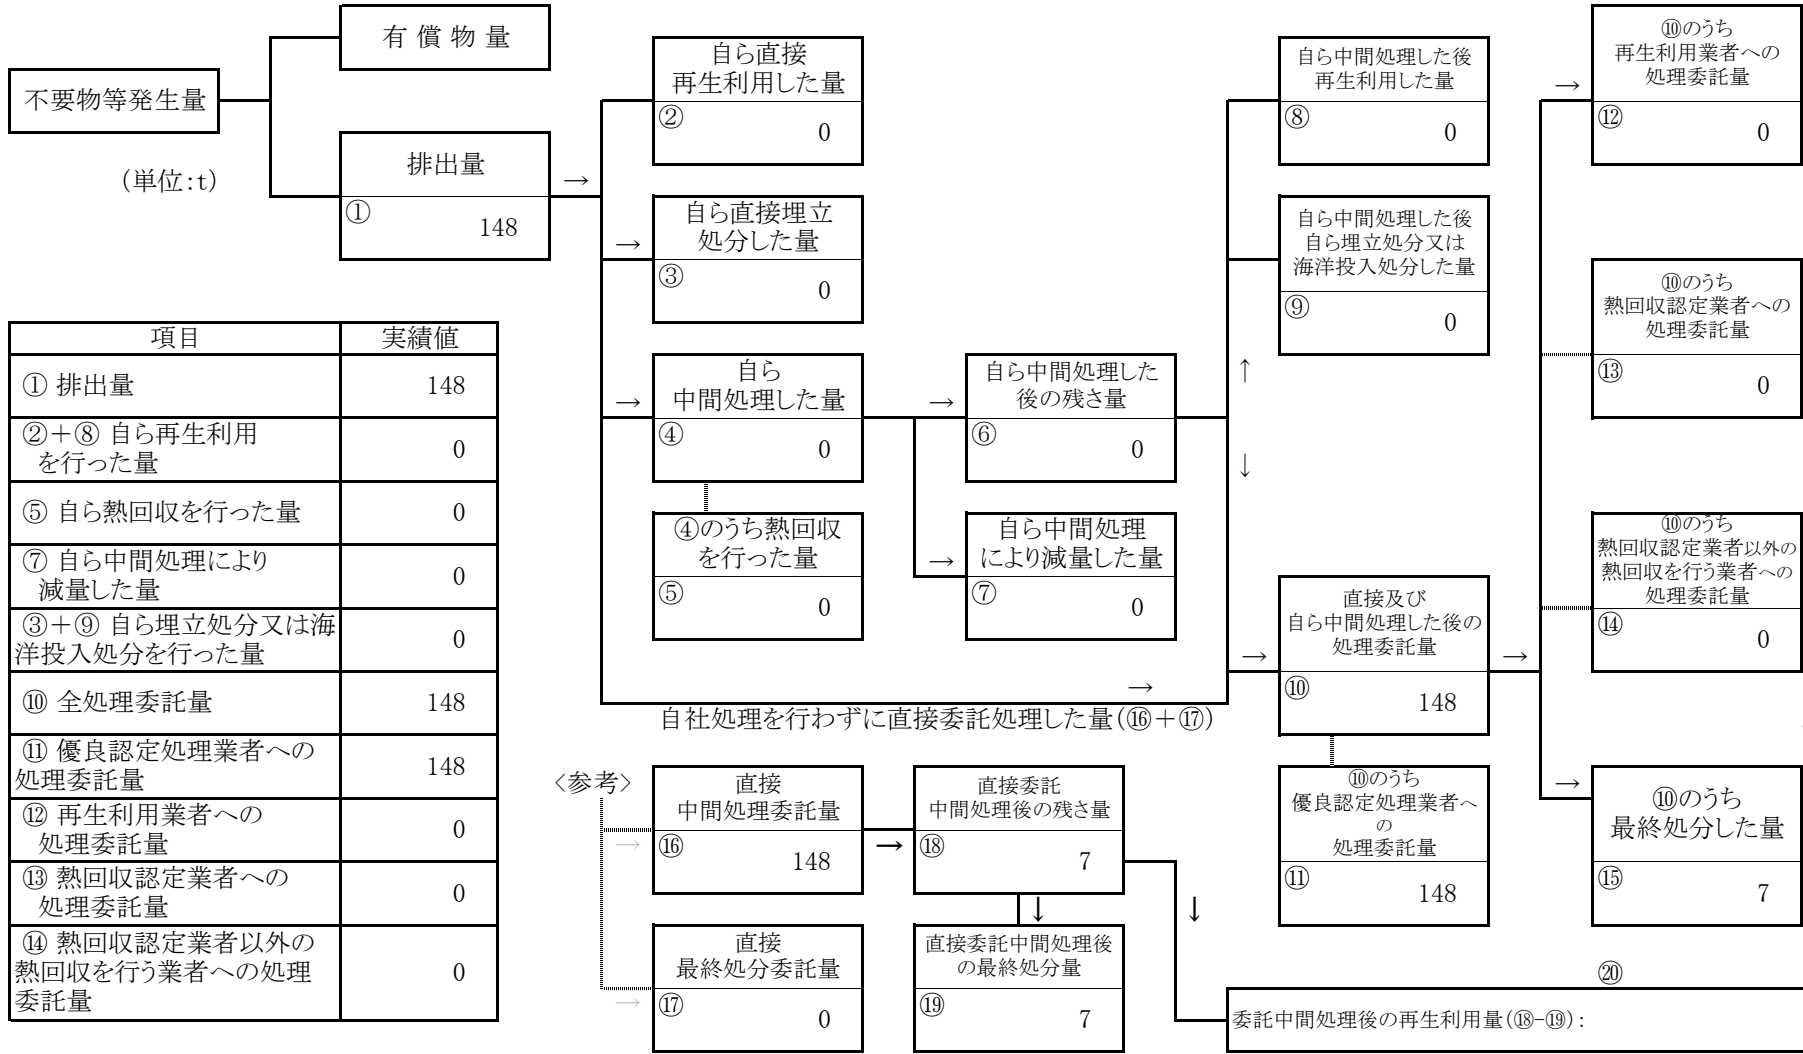 不要物等発生量
(単位:t)
有 償 物 量
排出量
①
148
→
自ら直接
再生利用した量
②
0
→
自ら直接埋立
処分した量
③
0
→
自ら
中間処理した量
④
0
④のうち熱回収
を行った量
⑤
0
→
自ら中間処理した
後の残さ量
⑥
0
→
自ら中間処理
により減量した量
⑦
0
↑
↓
自ら中間処理した後
再生利用した量
⑧
0
自ら中間処理した後
自ら埋立処分又は
海洋投入処分した量
⑨
0
→
自社処理を行わずに直接委託処理した量(⑯+⑰)
→
直接及び
自ら中間処理した後の
処理委託量
⑩
148
⑩のうち
優良認定処理業者へ
の
処理委託量
⑪
148
→
→
⑩のうち
再生利用業者への
処理委託量
⑫
0
⑩のうち
熱回収認定業者への
処理委託量
⑬
0
⑩のうち
熱回収認定業者以外の
熱回収を行う業者への
処理委託量
⑭
0
→
⑩のうち
最終処分した量
⑮
7
項目 実績値
① 排出量 148
②+⑧ 自ら再生利用
を行った量 0
⑤ 自ら熱回収を行った量 0
⑦ 自ら中間処理により
減量した量 0
③+⑨ 自ら埋立処分又は海
洋投入処分を行った量 0
⑩ 全処理委託量 148
⑪ 優良認定処理業者への
処理委託量 148
⑫ 再生利用業者への
処理委託量 0
⑬ 熱回収認定業者への
処理委託量 0
⑭ 熱回収認定業者以外の
熱回収を行う業者への処理
委託量 0
<参考>
→
直接
中間処理委託量
⑯
148
→
直接委託
中間処理後の残さ量
⑱
7
→
直接
最終処分委託量
⑰
0
↓
直接委託中間処理後
の最終処分量
⑲
7
↓
⑳
委託中間処理後の再生利用量(⑱-⑲):